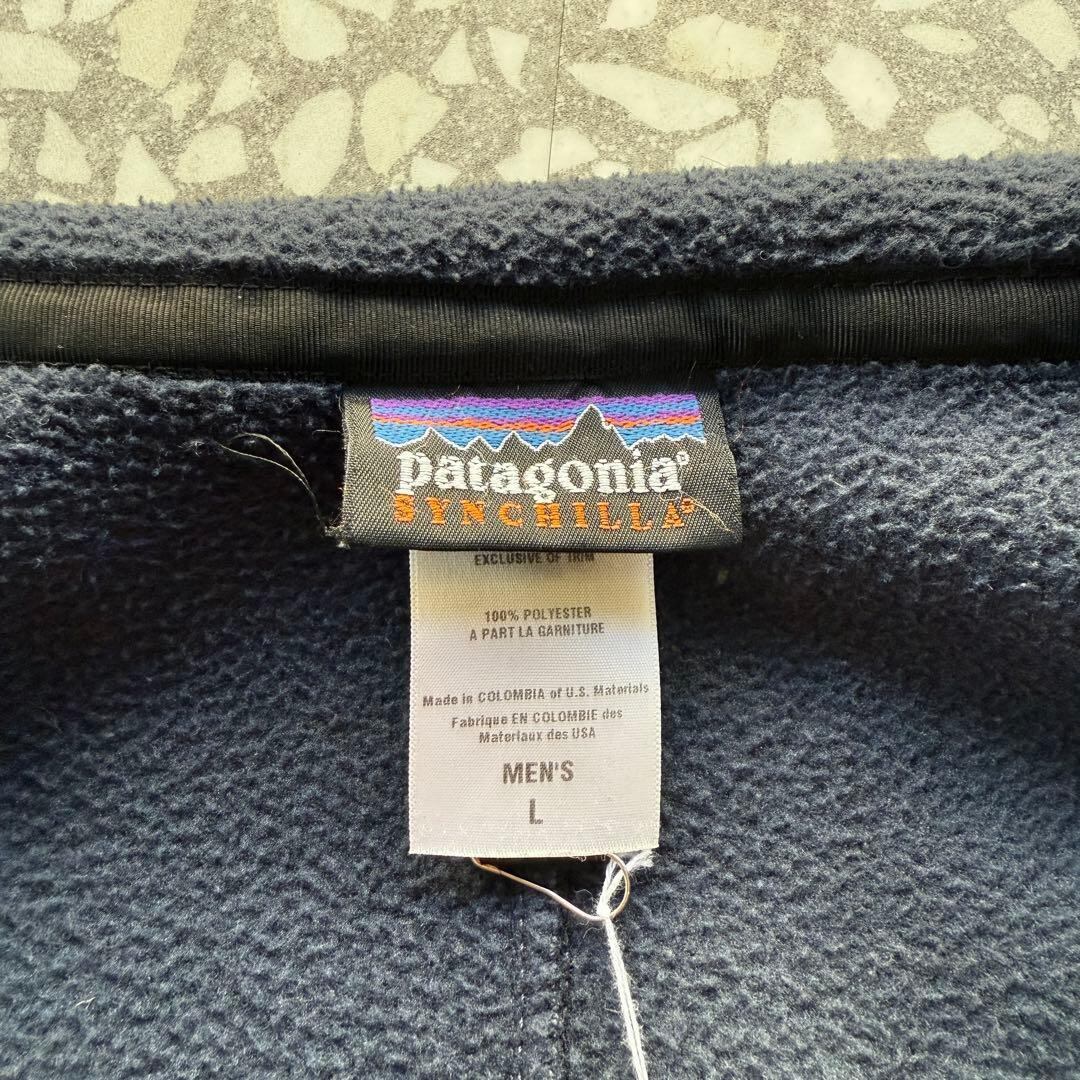 patagonia®
SYNCHILLA®
EXCLUSIVE OF TRIM
100% POLYESTER
A PART LA GARNITURE
Made in COLOMBIA of U.S. Materials
Fabrique EN COLOMBIE des
Materiaux des USA
MEN'S
L